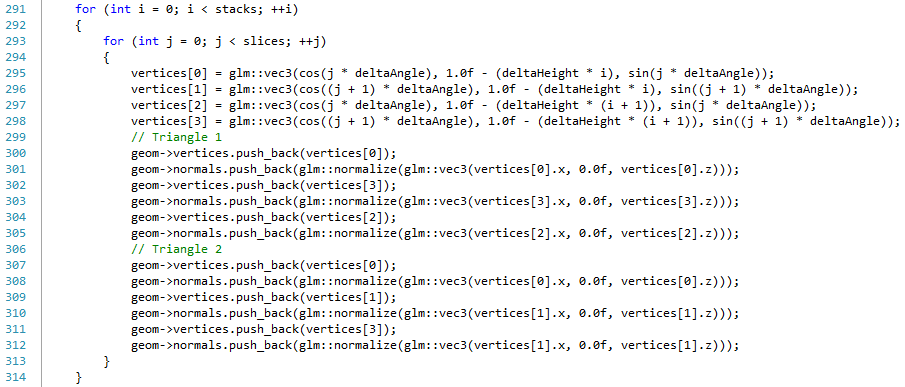 291 for (int i = 0; i < stacks; ++i)
292 {
293 for (int j = 0; j < slices; ++j)
294 {
295 vertices[0] = glm::vec3(cos(j * deltaAngle), 1.0f - (deltaHeight * i), sin(j * deltaAngle));
296 vertices[1] = glm::vec3(cos((j + 1) * deltaAngle), 1.0f - (deltaHeight * i), sin((j + 1) * deltaAngle));
297 vertices[2] = glm::vec3(cos(j * deltaAngle), 1.0f - (deltaHeight * (i + 1)), sin(j * deltaAngle));
298 vertices[3] = glm::vec3(cos((j + 1) * deltaAngle), 1.0f - (deltaHeight * (i + 1)), sin((j + 1) * deltaAngle));
299 // Triangle 1
300 geom->vertices.push_back(vertices[0]);
301 geom->normals.push_back(glm::normalize(glm::vec3(vertices[0].x, 0.0f, vertices[0].z)));
302 geom->vertices.push_back(vertices[3]);
303 geom->normals.push_back(glm::normalize(glm::vec3(vertices[3].x, 0.0f, vertices[3].z)));
304 geom->vertices.push_back(vertices[2]);
305 geom->normals.push_back(glm::normalize(glm::vec3(vertices[2].x, 0.0f, vertices[2].z)));
306 // Triangle 2
307 geom->vertices.push_back(vertices[0]);
308 geom->normals.push_back(glm::normalize(glm::vec3(vertices[0].x, 0.0f, vertices[0].z)));
309 geom->vertices.push_back(vertices[1]);
310 geom->normals.push_back(glm::normalize(glm::vec3(vertices[1].x, 0.0f, vertices[1].z)));
311 geom->vertices.push_back(vertices[3]);
312 geom->normals.push_back(glm::normalize(glm::vec3(vertices[1].x, 0.0f, vertices[1].z)));
313 }
314 }